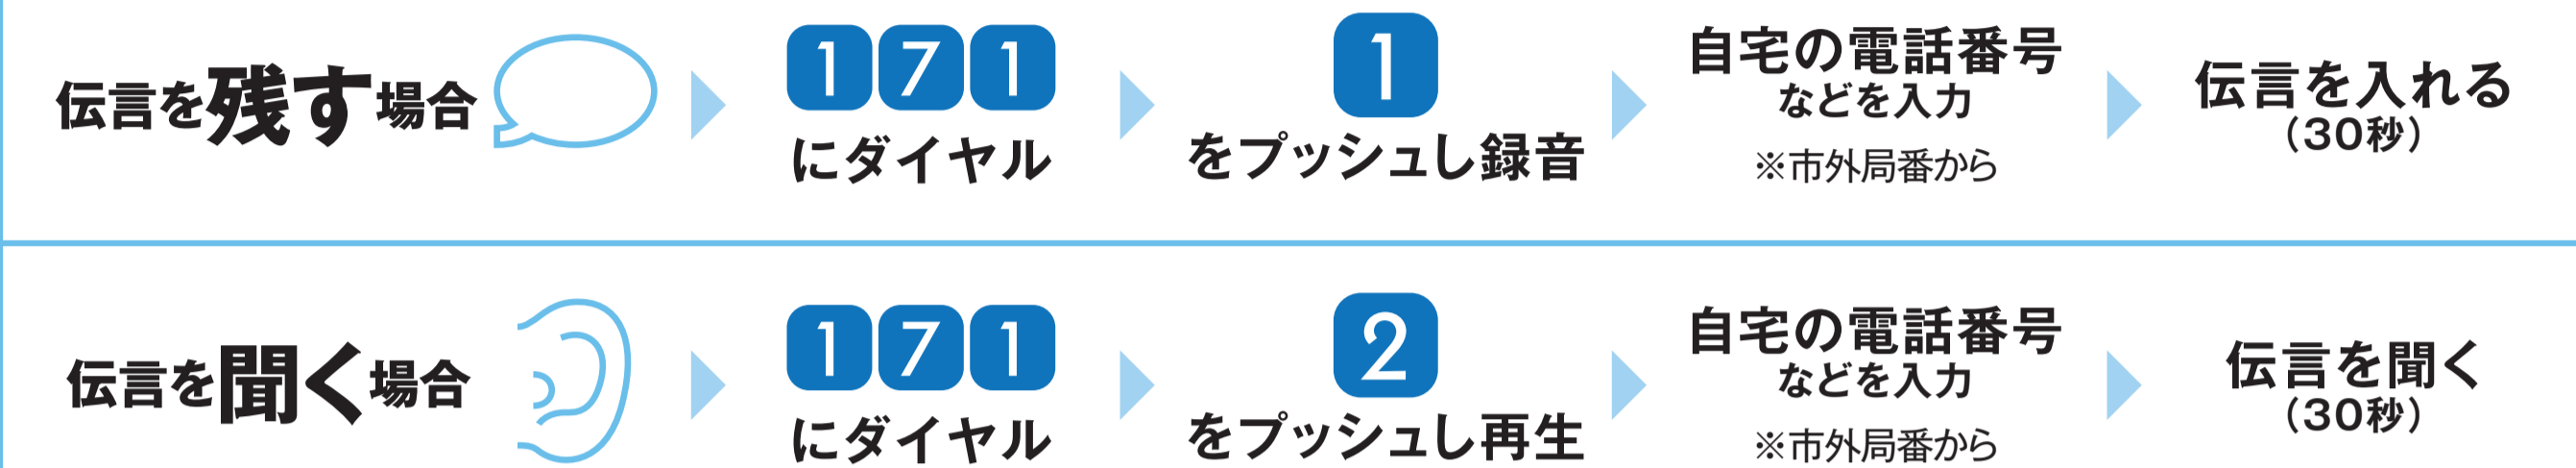 伝言を残す場合
171
にダイヤル
1
をプッシュし録音
自宅の電話番号
などを入力
※市外局番から
伝言を入れる
（30秒）
伝言を聞く場合
171
にダイヤル
2
をプッシュし再生
自宅の電話番号
などを入力
※市外局番から
伝言を聞く
（30秒）